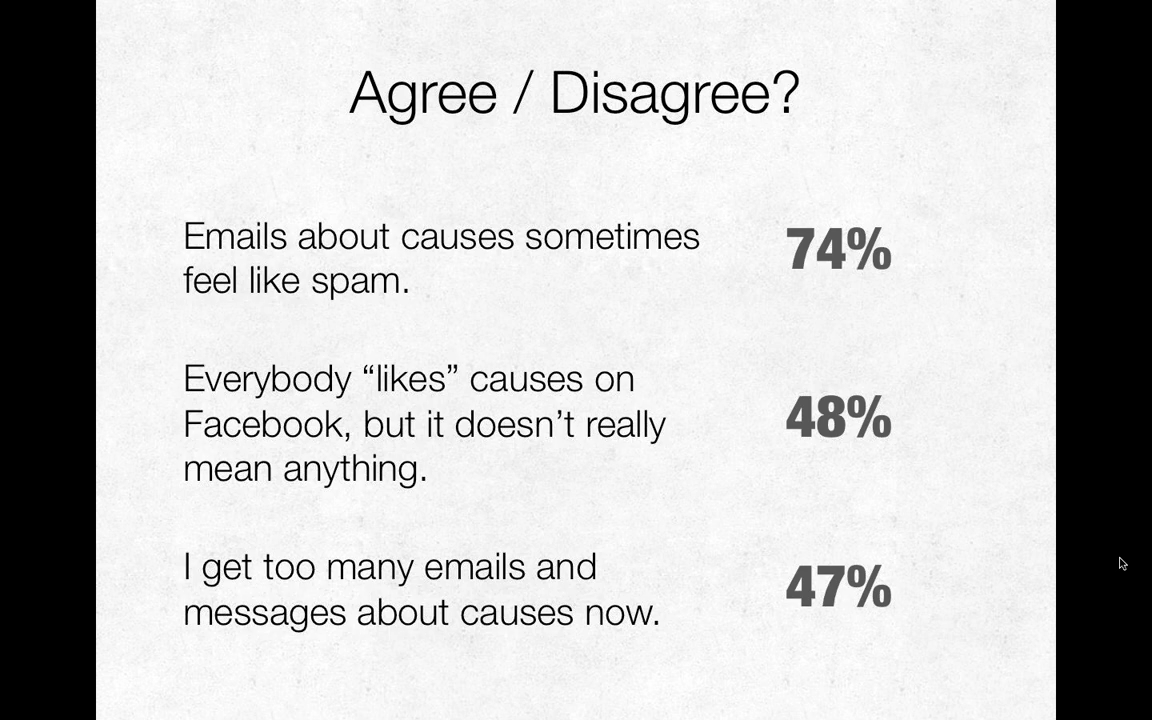 Agree / Disagree?
Emails about causes sometimes
feel like spam.
74%
Everybody “likes” causes on
Facebook, but it doesn’t really
mean anything.
48%
I get too many emails and
messages about causes now.
47%